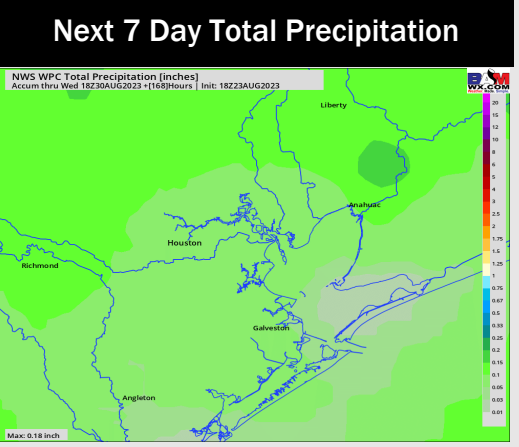 Next 7 Day Total Precipitation
NWS WPC Total Precipitation [inches]
Accum thru Wed 18Z30AUG2023 +[168]Hours | Init: 18Z23AUG2023
BAM
WX.COM
Liberty
Anahuac
Houston
Richmond
Galveston
Angleton
20
15
12
10
8
6
5
4
3
2.5
2
1.75
1.5
1.25
1
0.75
0.67
0.5
0.33
0.25
0.2
0.15
0.1
0.05
0.03
0.01
Max: 0.18 inch